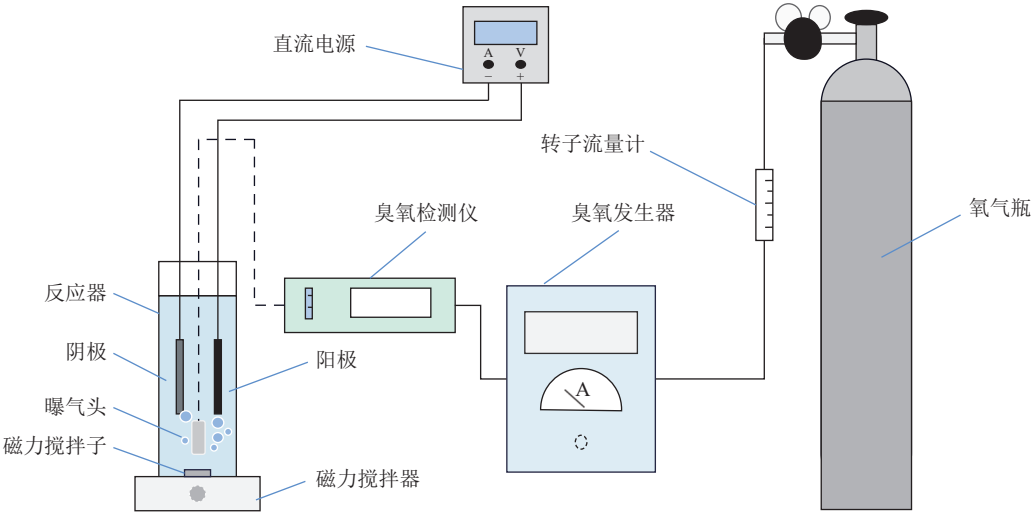 直流电源
A V
− +
转子流量计
臭氧检测仪
臭氧发生器
氧气瓶
反应器
阴极
阳极
A
曝气头
磁力搅拌子
磁力搅拌器